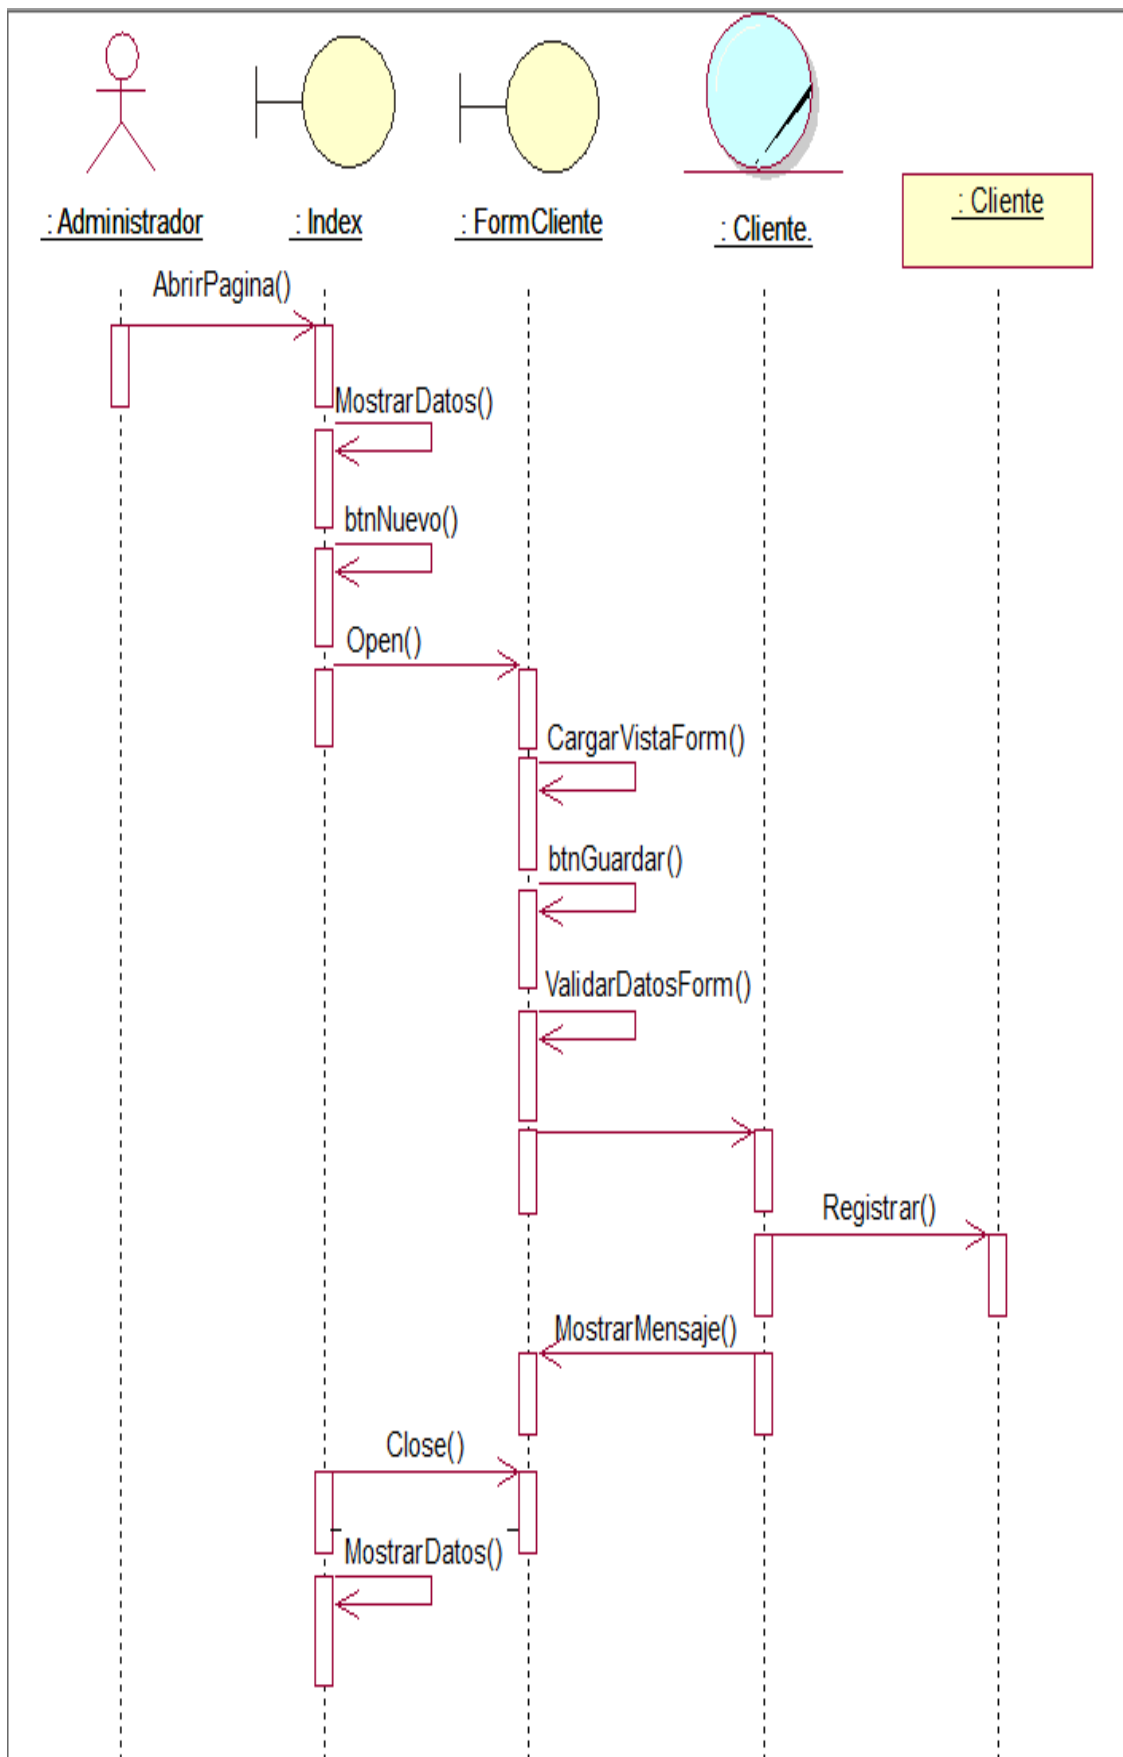 : Administrador
: Index
: FormCliente
: Cliente.
: Cliente
AbrirPagina()
MostrarDatos()
btnNuevo()
Open()
CargarVistaForm()
btnGuardar()
ValidarDatosForm()
Registrar()
MostrarMensaje()
Close()
MostrarDatos()